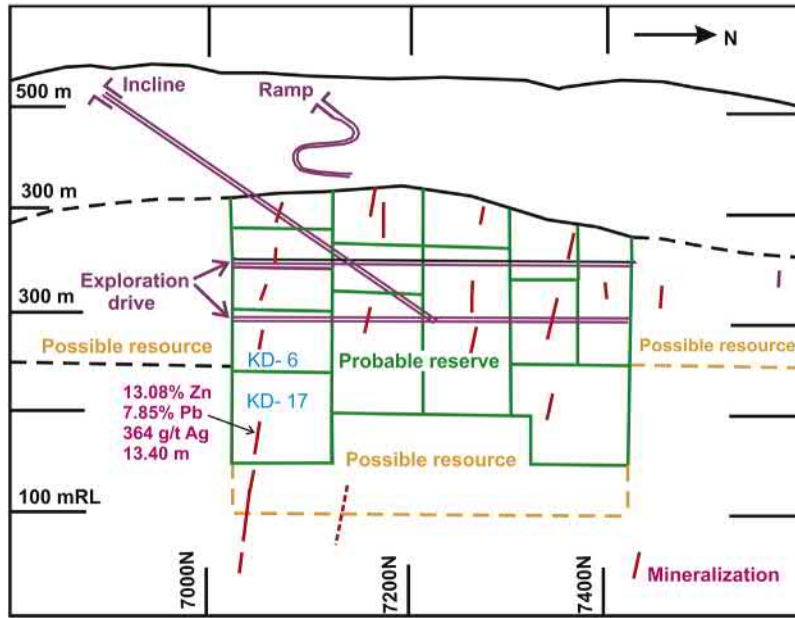 N
Incline
Ramp
500 m
300 m
Exploration
drive
300 m
Possible resource
Possible resource
Probable reserve
KD- 6
13.08% Zn
7.85% Pb
364 g/t Ag
13.40 m
KD- 17
Possible resource
100 mRL
7000N
7200N
7400N
Mineralization